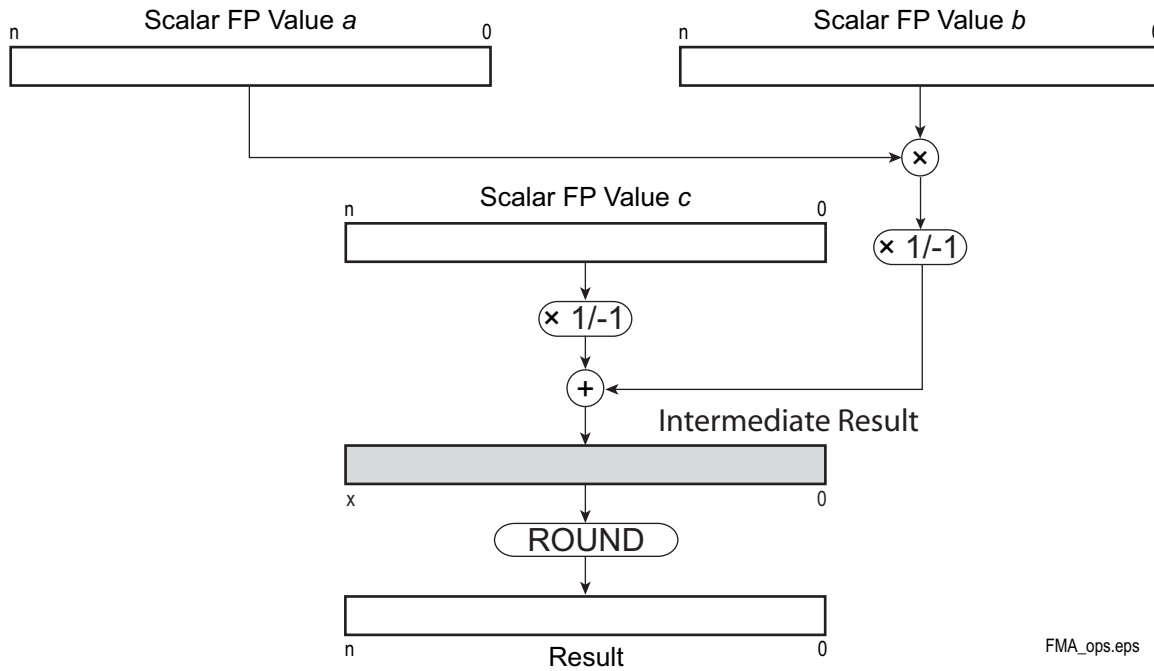 Scalar FP Value a
n 0
Scalar FP Value b
n 0
×
Scalar FP Value c
n 0
× 1/-1
× 1/-1
+
Intermediate Result
x 0
ROUND
n 0
Result
FMA_ops.eps